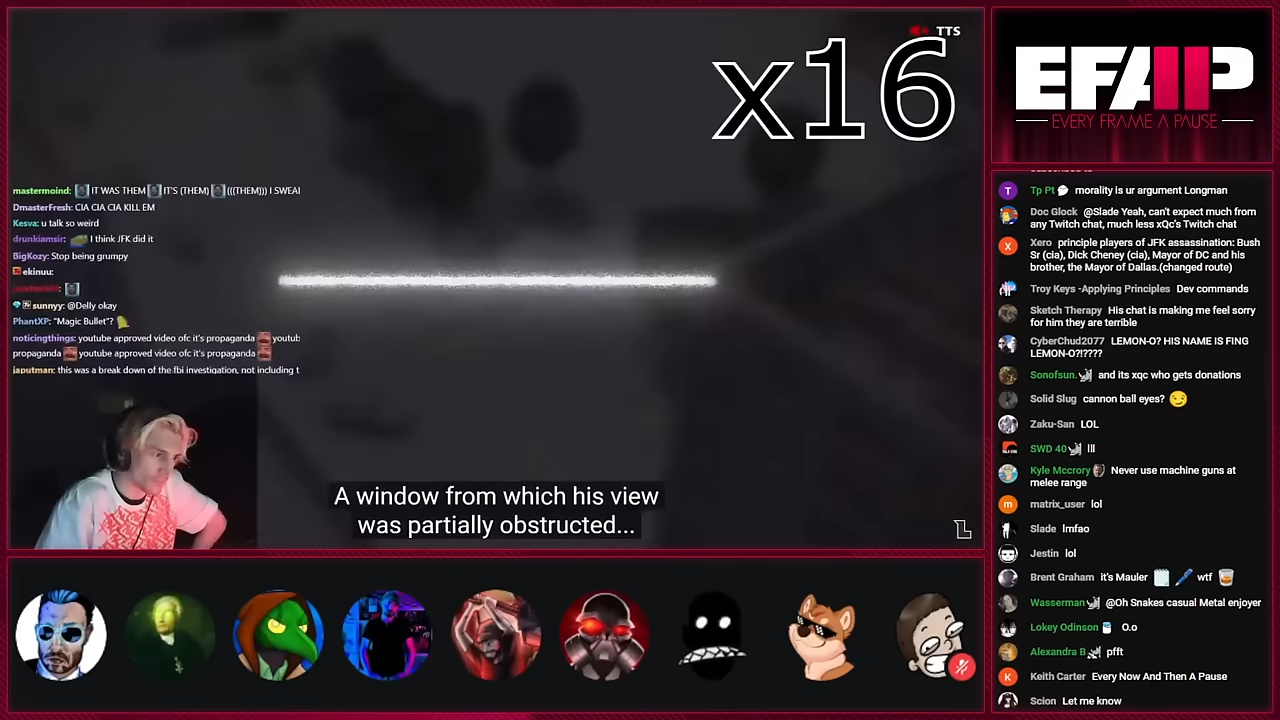 TTS
x16
mastermoind: IT WAS THEM IT'S (THEM) (((THEM))) I SWEAI
DmasterFresh: CIA CIA CIA KILL EM
Kesva: u talk so weird
drunkiamsir: I think JFK did it
BigKozy: Stop being grumpy
ekinuu:
sunnyy: @Delly okay
PhantXP: "Magic Bullet"?
noticingthings: youtube approved video ofc it's propaganda youtub
propaganda youtube approved video ofc it's propaganda
japutman: this was a break down of the fbi investigation, not including t
A window from which his view
was partially obstructed...
EFAP
EVERY FRAME A PAUSE
T
Tp Pt morality is ur argument Longman
Doc Glock @Slade Yeah, can't expect much from
any Twitch chat, much less xQc's Twitch chat
X
Xero principle players of JFK assassination: Bush
Sr (cia), Dick Cheney (cia), Mayor of DC and his
brother, the Mayor of Dallas.(changed route)
Troy Keys -Applying Principles Dev commands
Sketch Therapy His chat is making me feel sorry
for him they are terrible
CyberChud2077 LEMON-O? HIS NAME IS FING
LEMON-O?!????
Sonofsun. and its xqc who gets donations
Solid Slug cannon ball eyes?
Zaku-San LOL
SWD 40 lll
Kyle Mccrory Never use machine guns at
melee range
m
matrix_user lol
Slade lmfao
Jestin lol
Brent Graham it's Mauler wtf
Wasserman @Oh Snakes casual Metal enjoyer
Lokey Odinson O.o
Alexandra B pfft
K
Keith Carter Every Now And Then A Pause
Scion Let me know